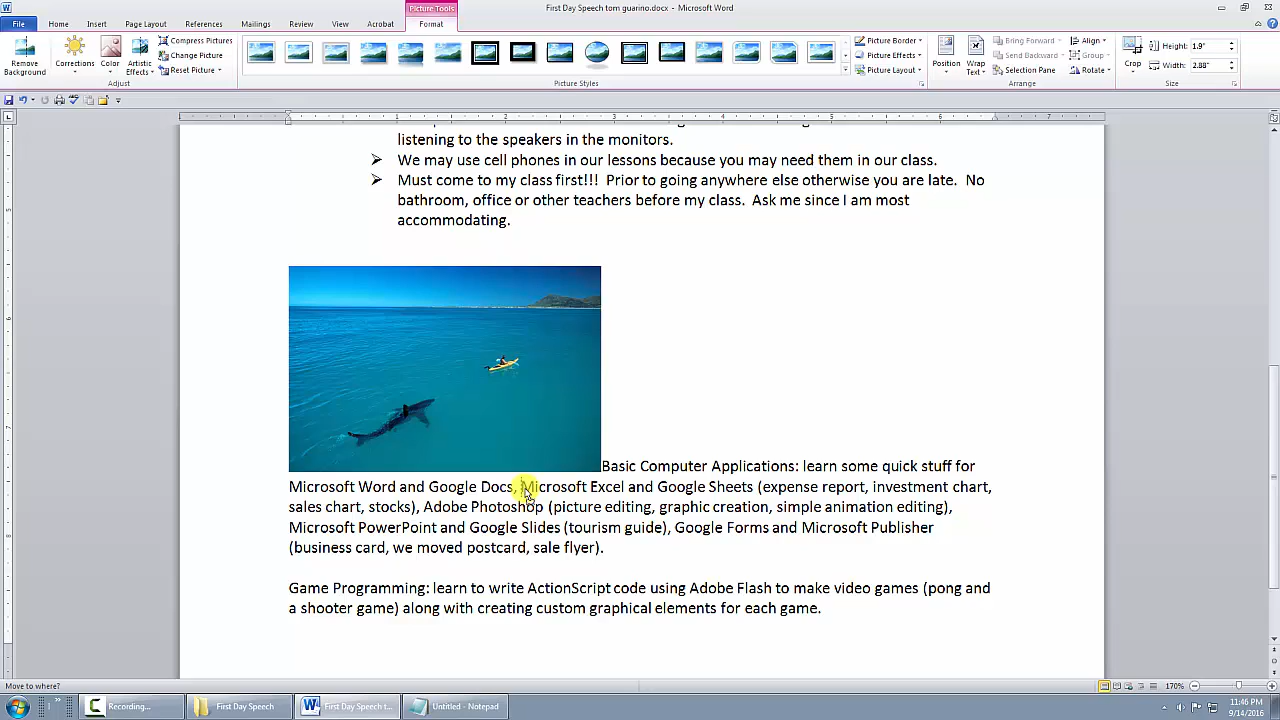 Picture Tools
First Day Speech tom guarino.docx - Microsoft Word
File Home Insert Page Layout References Mailings Review View Acrobat Format
Remove Background
Corrections
Color
Artistic Effects
Compress Pictures
Change Picture
Reset Picture
Adjust
Picture Border
Picture Effects
Picture Layout
Picture Styles
Position
Wrap Text
Bring Forward
Send Backward
Selection Pane
Align
Group
Rotate
Arrange
Crop
Height: 1.9"
Width: 2.88"
Size
1 2 3 4 5 6 7
listening to the speakers in the monitors.
We may use cell phones in our lessons because you may need them in our class.
Must come to my class first!!! Prior to going anywhere else otherwise you are late. No
bathroom, office or other teachers before my class. Ask me since I am most
accommodating.
Basic Computer Applications: learn some quick stuff for
Microsoft Word and Google Docs, Microsoft Excel and Google Sheets (expense report, investment chart,
sales chart, stocks), Adobe Photoshop (picture editing, graphic creation, simple animation editing),
Microsoft PowerPoint and Google Slides (tourism guide), Google Forms and Microsoft Publisher
(business card, we moved postcard, sale flyer).
Game Programming: learn to write ActionScript code using Adobe Flash to make video games (pong and
a shooter game) along with creating custom graphical elements for each game.
Move to where?
170%
Recording...
First Day Speech
First Day Speech t...
Untitled - Notepad
11:46 PM
9/14/2016